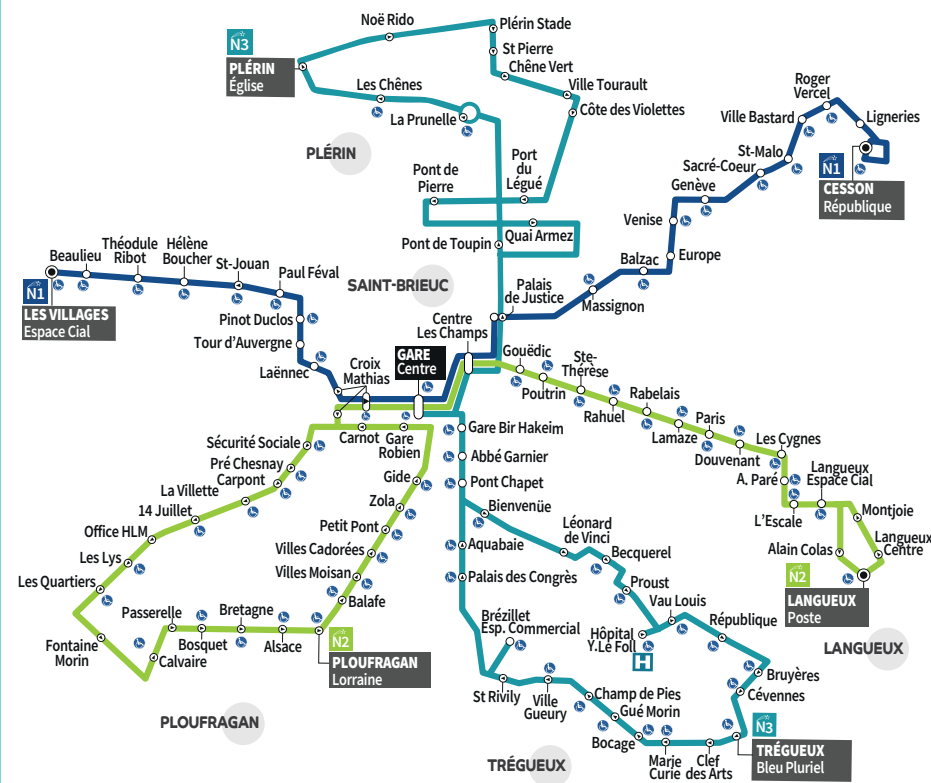 Noë Rido
Plérin Stade
N3
PLÉRIN
Église
St Pierre
Chêne Vert
Les Chênes
La Prunelle
Ville Tourault
Côte des Violettes
PLÉRIN
Pont de
Pierre
Port
du
Légué
Pont de Toupin
Quai Armez
Roger
Vercel
Ville Bastard
Ligneries
St-Malo
Sacré-Coeur
Genève
N1
CESSON
République
Venise
Europe
Balzac
Massignon
Palais
de Justice
SAINT-BRIEUC
Centre
Les Champs
Beaulieu
Théodule
Ribot
Hélène
Boucher
St-Jouan
Paul Féval
N1
LES VILLAGES
Espace Cial
Pinot Duclos
Tour d'Auvergne
Laënnec
Croix
Mathias
GARE
Centre
Gouëdic
Poutrin
Ste-
Thérèse
Rahuel
Rabelais
Lamaze
Paris
Douvenant
Les Cygnes
A. Paré
Langueux
Espace Cial
L'Escale
Montjoie
Alain Colas
Langueux
Centre
N2
LANGUEUX
Poste
LANGUEUX
Carnot
Gare
Robien
Sécurité Sociale
Pré Chesnay
Carpont
La Villette
14 Juillet
Office HLM
Les Lys
Les Quartiers
Fontaine
Morin
Calvaire
Passerelle
Bosquet
Bretagne
Alsace
N2
PLOUFRAGAN
Lorraine
Gide
Zola
Petit Pont
Villes Cadorées
Villes Moisan
Balafe
PLOUFRAGAN
Gare Bir Hakeim
Abbé Garnier
Pont Chapet
Bienvenüe
Aquabaie
Palais des Congrès
Léonard
de Vinci
Becquerel
Proust
Vau Louis
Hôpital
Y.Le Foll
H
République
Bruyères
Cévennes
Brézillet
Esp. Commercial
St Rivily
Ville
Gueury
Champ de Pies
Gué Morin
Bocage
Marie
Curie
Clef
des Arts
N3
TRÉGUEUX
Bleu Pluriel
TRÉGUEUX